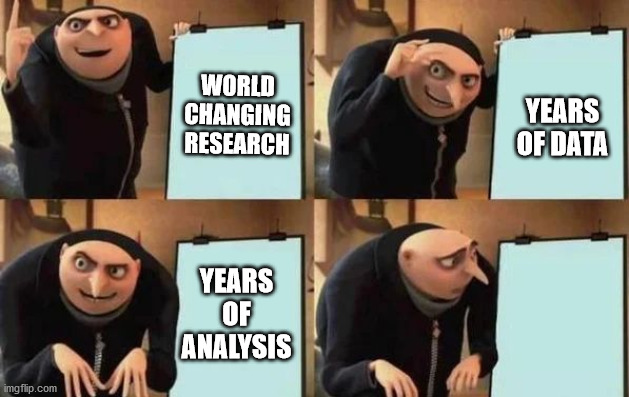 WORLD
CHANGING
RESEARCH
YEARS
OF DATA
YEARS
OF
ANALYSIS
imgflip.com